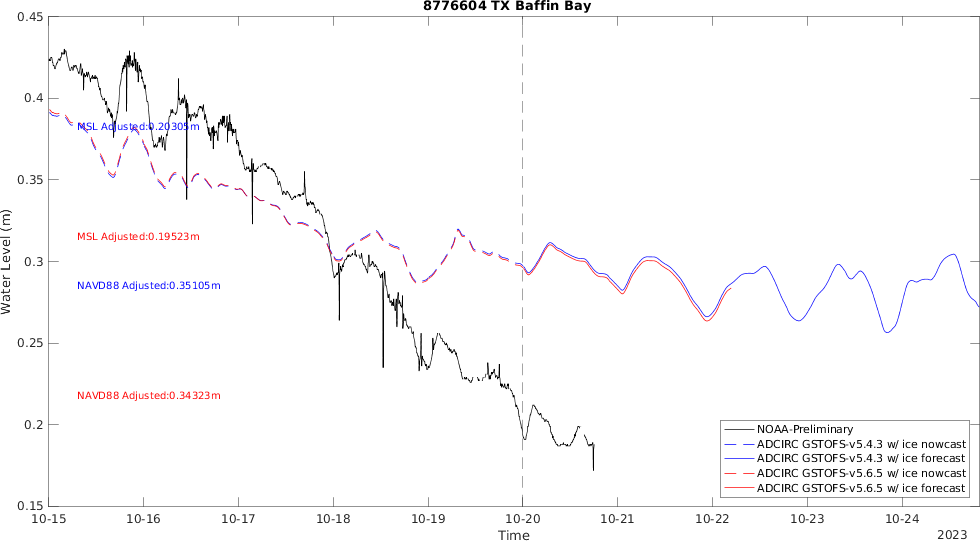 8776604 TX Baffin Bay
0.45
0.4
0.35
0.3
0.25
0.2
0.15
Water Level (m)
MSL Adjusted:0.20305m
MSL Adjusted:0.19523m
NAVD88 Adjusted:0.35105m
NAVD88 Adjusted:0.34323m
NOAA-Preliminary
ADCIRC GSTOFS-v5.4.3 w/ ice nowcast
ADCIRC GSTOFS-v5.4.3 w/ ice forecast
ADCIRC GSTOFS-v5.6.5 w/ ice nowcast
ADCIRC GSTOFS-v5.6.5 w/ ice forecast
10-15 10-16 10-17 10-18 10-19 10-20 10-21 10-22 10-23 10-24
Time
2023